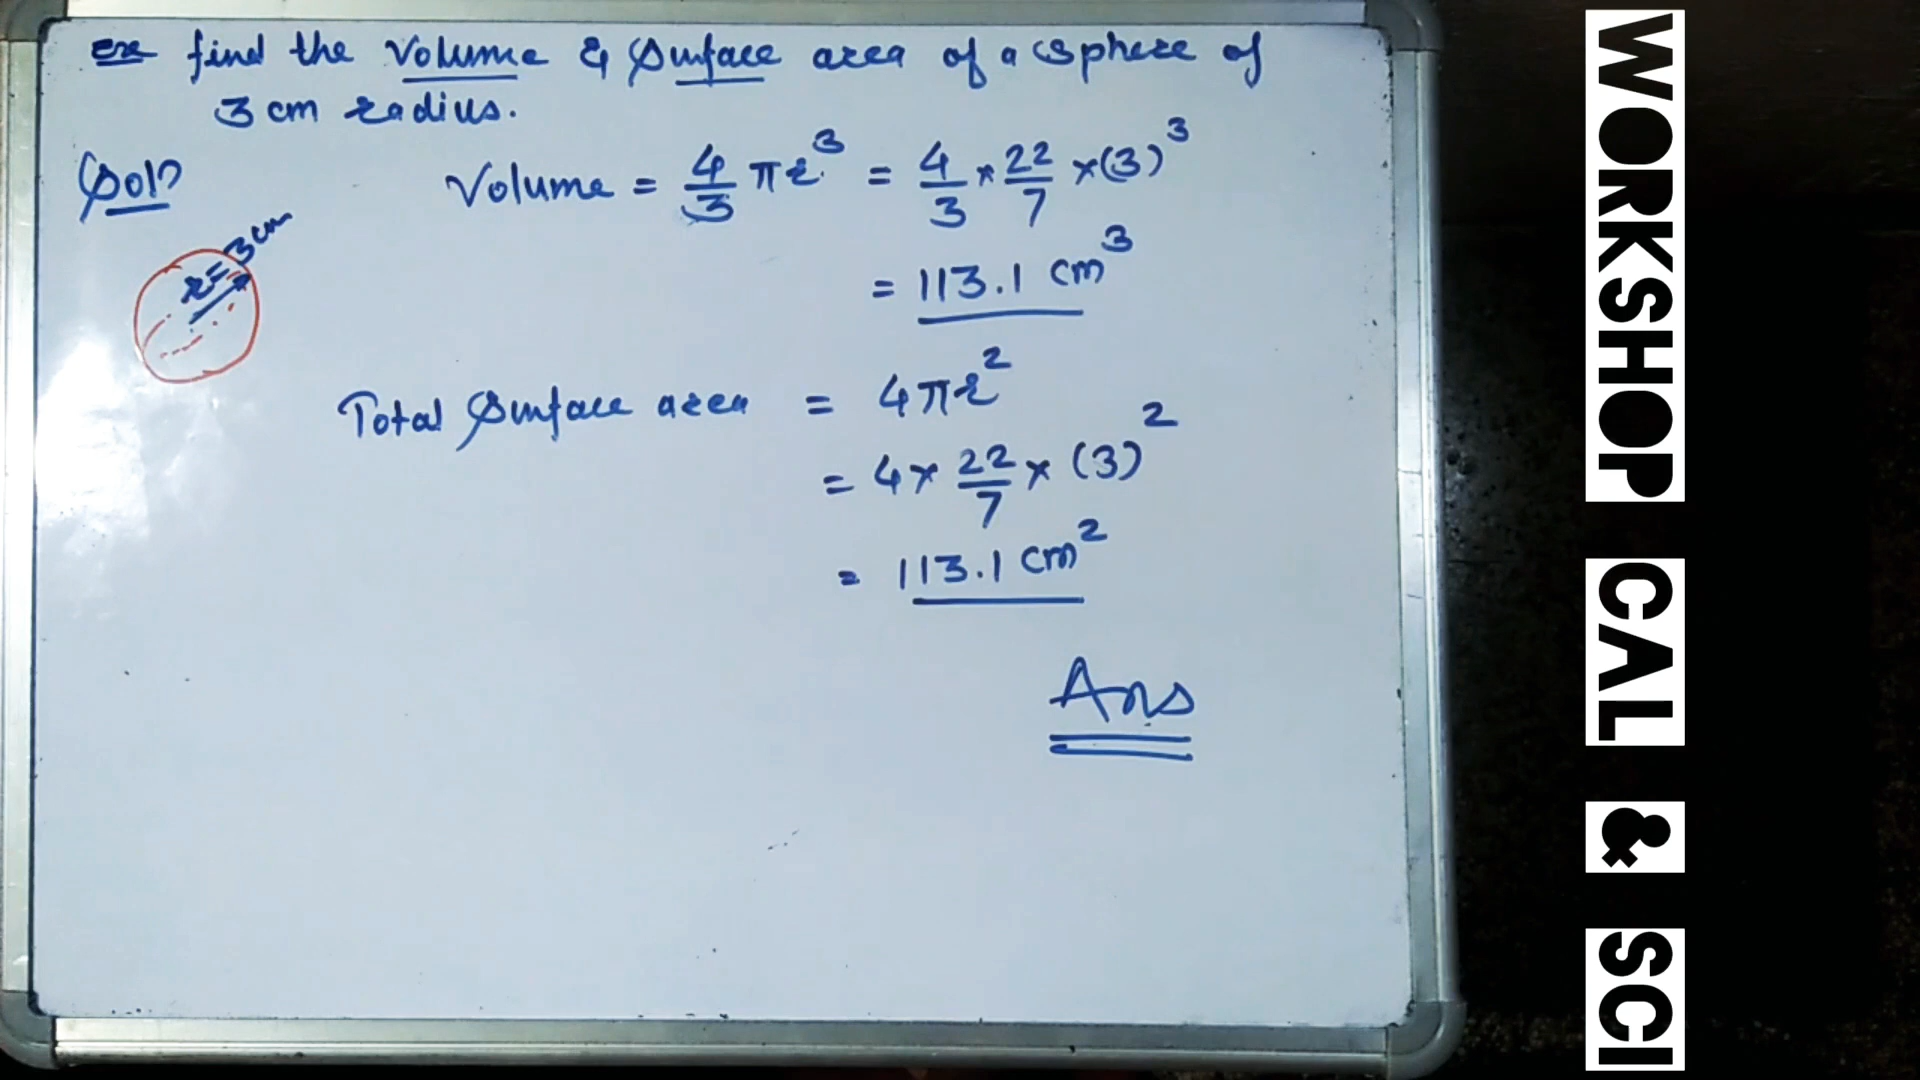 Ex find the Volume & Surface area of a sphere of
3 cm radius.
Soln
Volume = 4/3 πr³ = 4/3 × 22/7 × (3)³
r = 3 cm
= 113.1 cm³
Total Surface area = 4πr²
= 4 × 22/7 × (3)²
= 113.1 cm²
Ans
WORKSHOP CAL & SCI